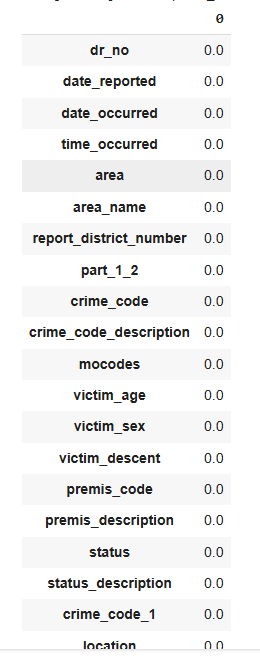 0
dr_no 0.0
date_reported 0.0
date_occurred 0.0
time_occurred 0.0
area 0.0
area_name 0.0
report_district_number 0.0
part_1_2 0.0
crime_code 0.0
crime_code_description 0.0
mocodes 0.0
victim_age 0.0
victim_sex 0.0
victim_descent 0.0
premis_code 0.0
premis_description 0.0
status 0.0
status_description 0.0
crime_code_1 0.0
location 0.0